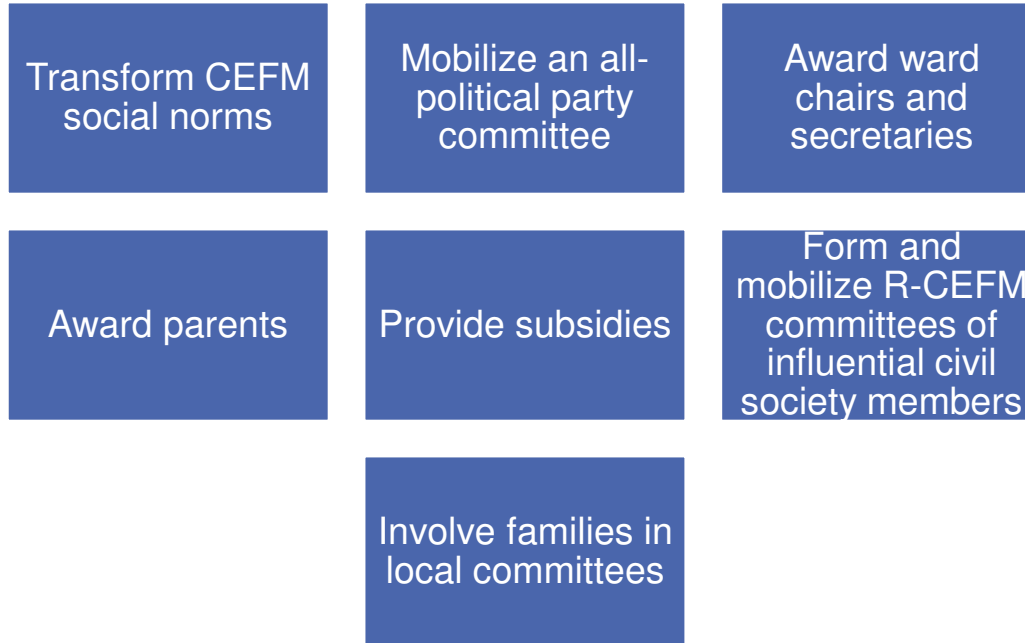 Transform CEFM
social norms
Mobilize an all-
political party
committee
Award ward
chairs and
secretaries
Award parents
Provide subsidies
Form and
mobilize R-CEFM
committees of
influential civil
society members
Involve families in
local committees